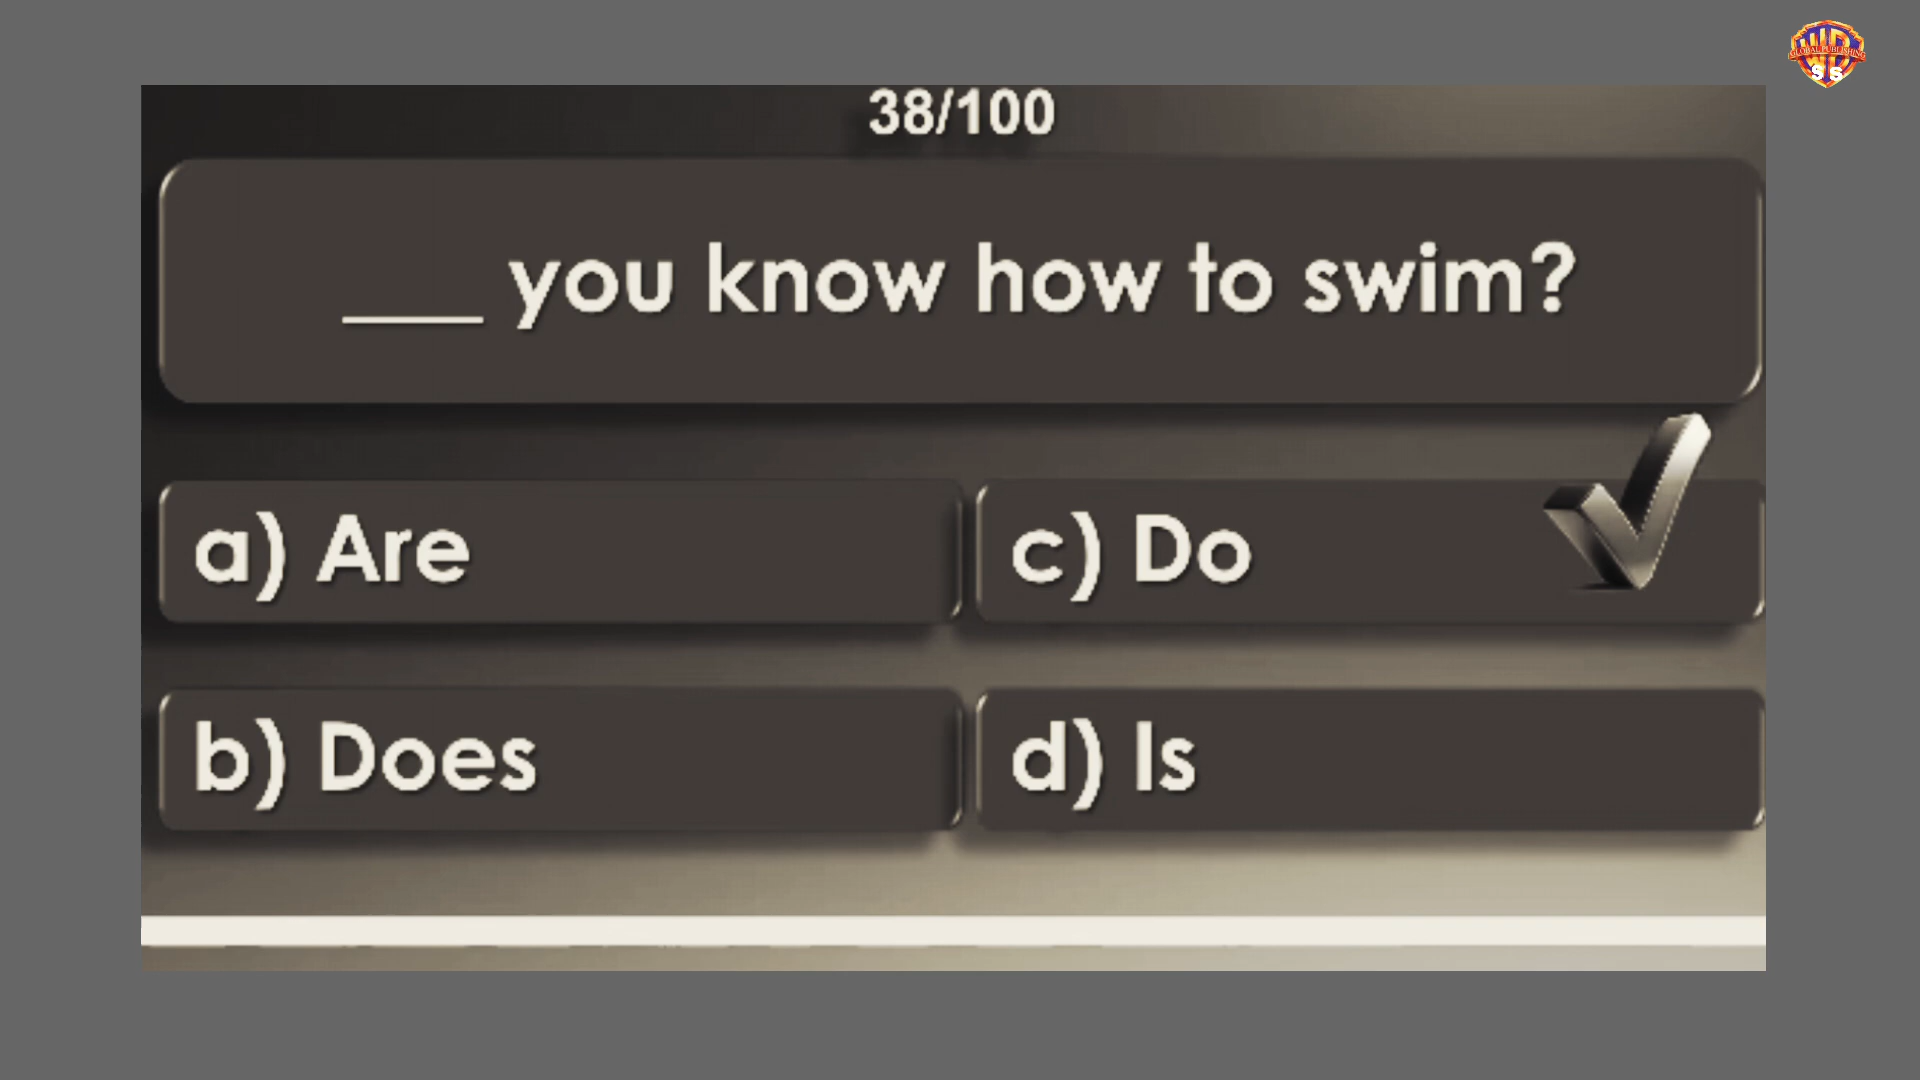 38/100
___ you know how to swim?
a) Are
c) Do
b) Does
d) Is